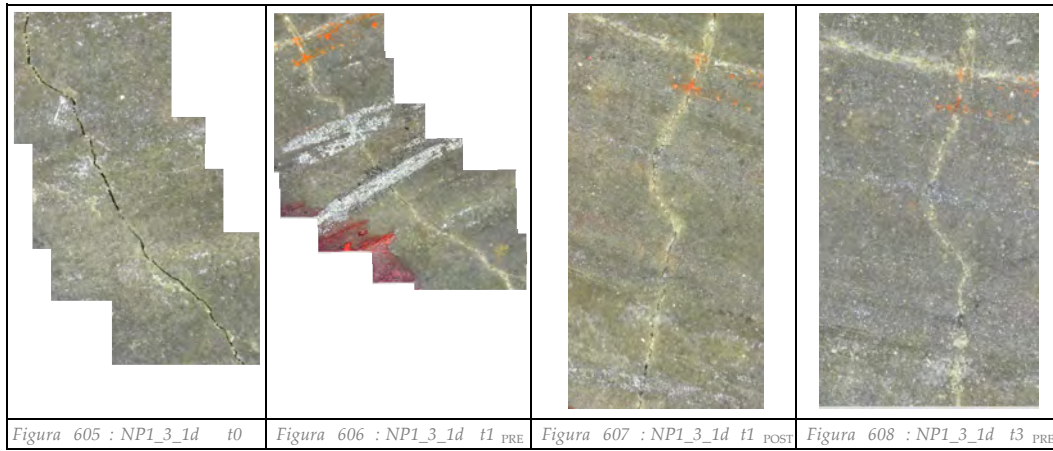 Figura 605 : NP1_3_1d t0
Figura 606 : NP1_3_1d t1 PRE
Figura 607 : NP1_3_1d t1 POST
Figura 608 : NP1_3_1d t3 PRE